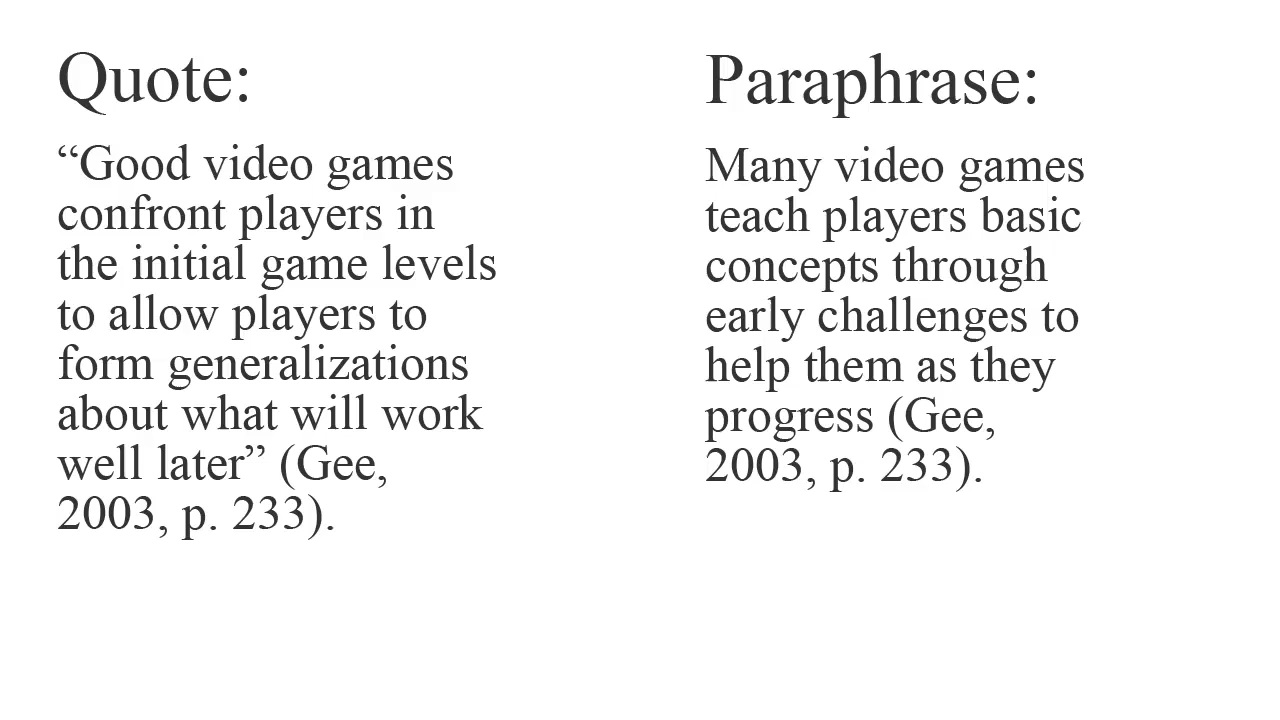 Quote:
“Good video games
confront players in
the initial game levels
to allow players to
form generalizations
about what will work
well later” (Gee,
2003, p. 233).
Paraphrase:
Many video games
teach players basic
concepts through
early challenges to
help them as they
progress (Gee,
2003, p. 233).